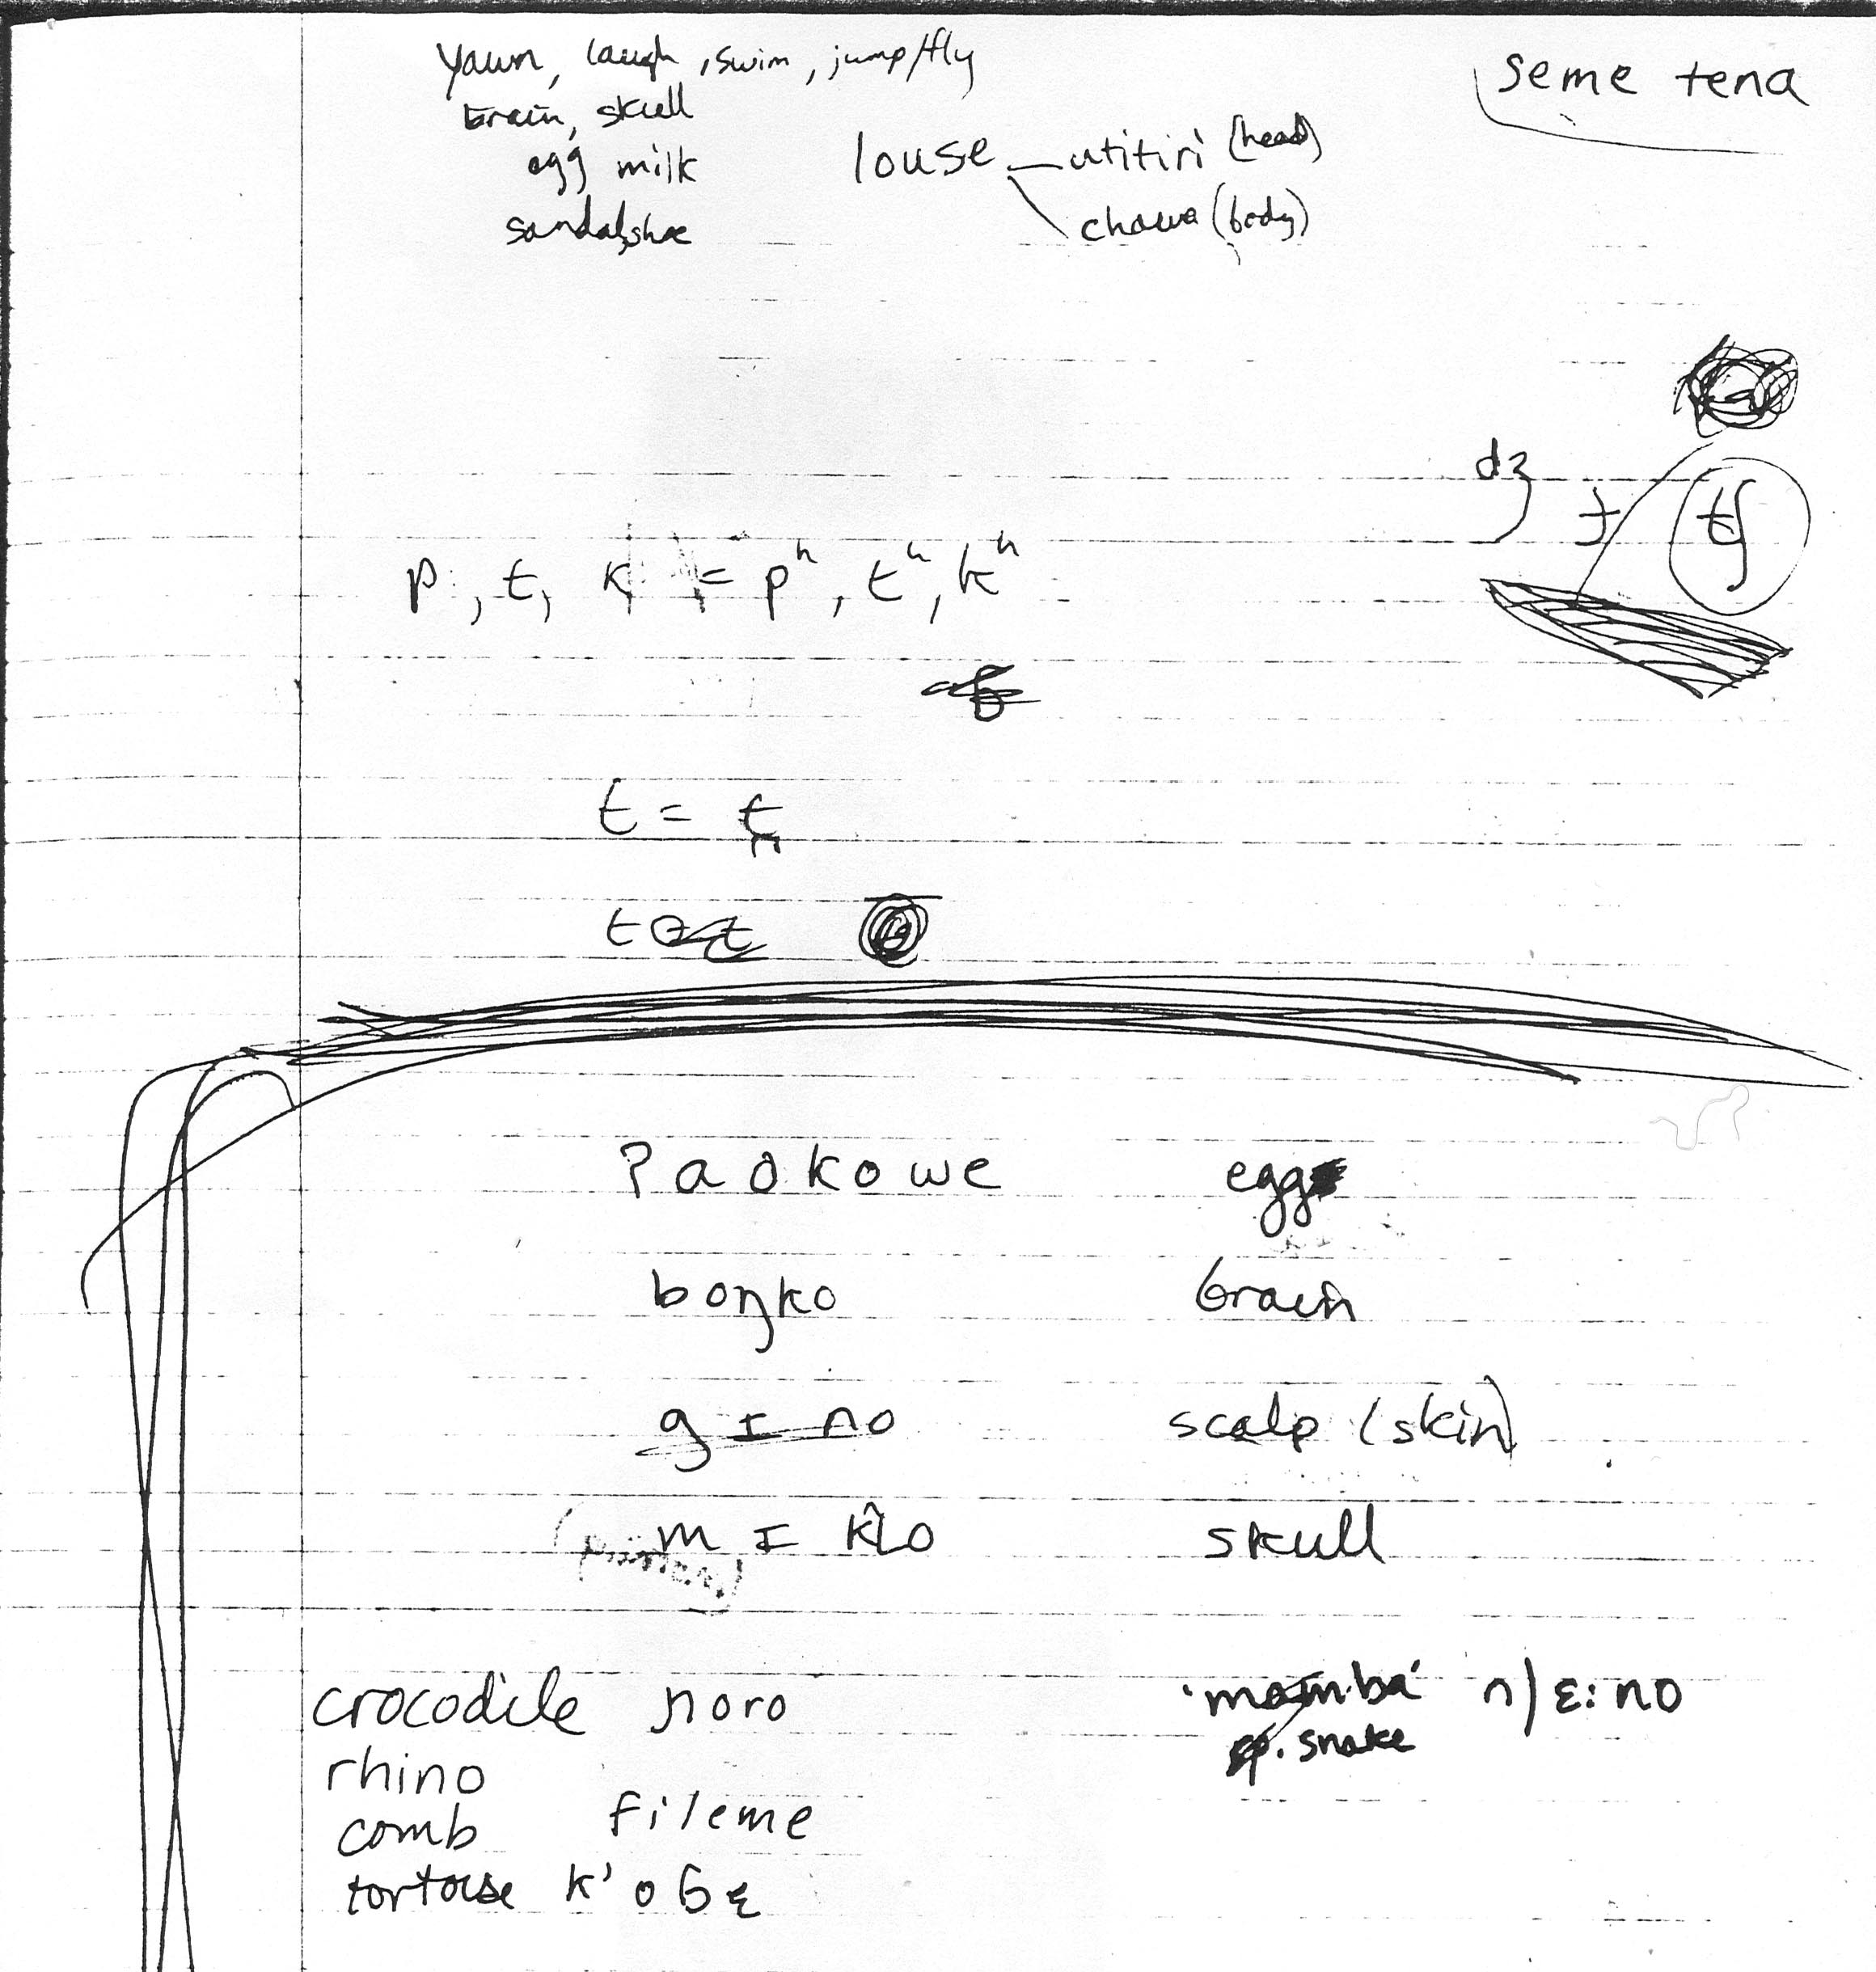 yawn, laugh, swim, jump/fly
brain, skull
egg milk
sandal, shoe
louse utitiri (head)
chawa (body)
seme tena
dʒ ɟ tʃ
p, t, k = pʰ, tʰ, kʰ
t = t̪
ʔaokowe egg
boŋko brain
gɪno scalp (skin)
mɪko skull
crocodile ɲoro
rhino
comb fileme
tortoise k'oɓɛ
'mamba' n|ɛ:no
sp. snake